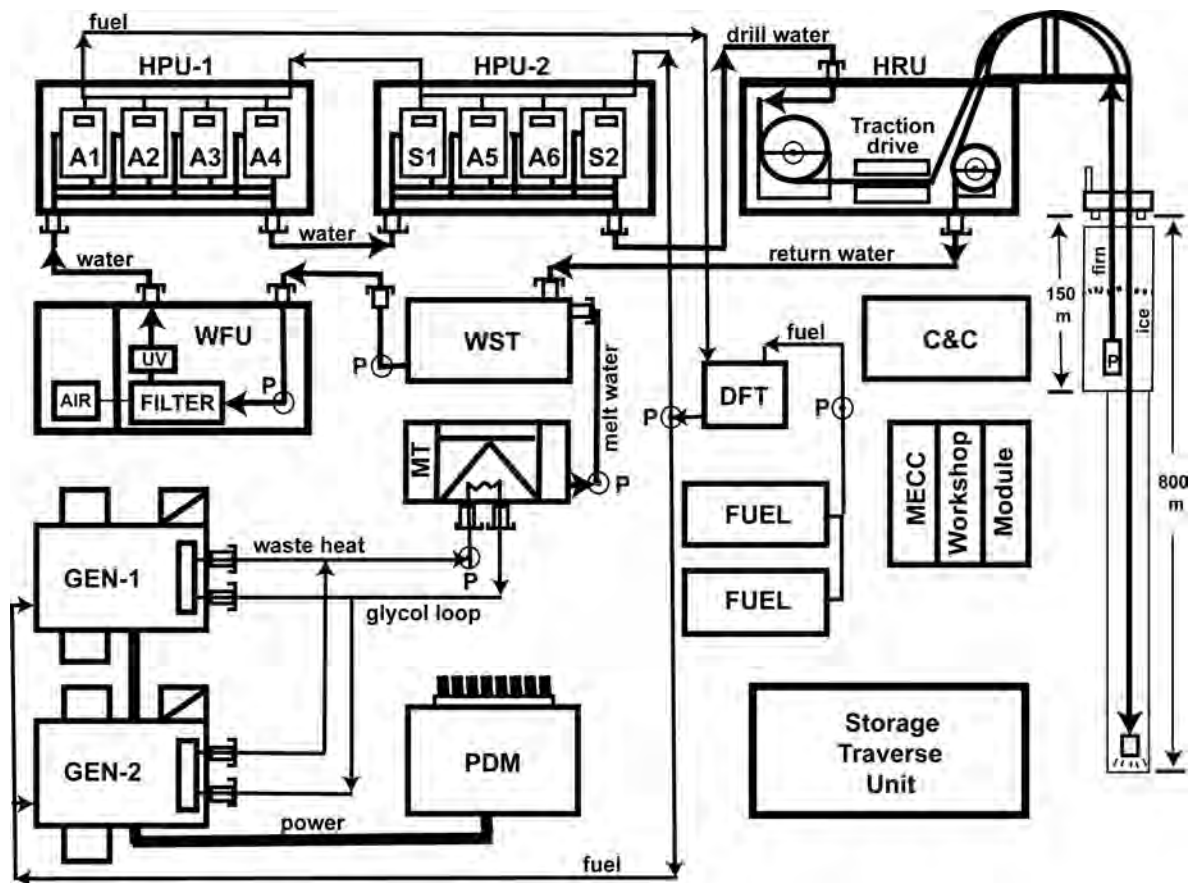 fuel
drill water
HPU-1
HPU-2
HRU
A1
A2
A3
A4
S1
A5
A6
S2
Traction
drive
water
water
return water
firn
150
m
ice
WFU
WST
fuel
C&C
UV
P
P
P
AIR
FILTER
P
DFT
P
melt water
MT
P
800
m
FUEL
MECC
Workshop
Module
waste heat
GEN-1
P
FUEL
glycol loop
GEN-2
PDM
Storage
Traverse
Unit
power
fuel